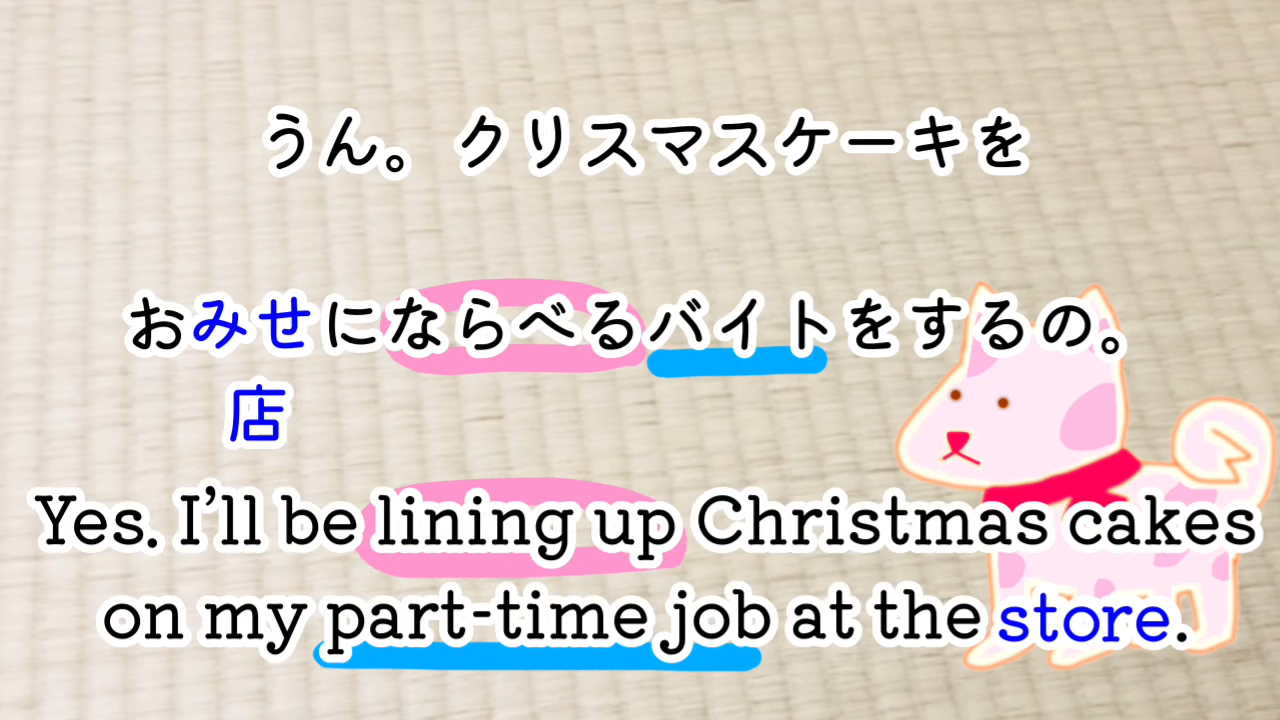 うん。クリスマスケーキを
おみせにならべるバイトをするの。
店
Yes. I’ll be lining up Christmas cakes
on my part-time job at the store.